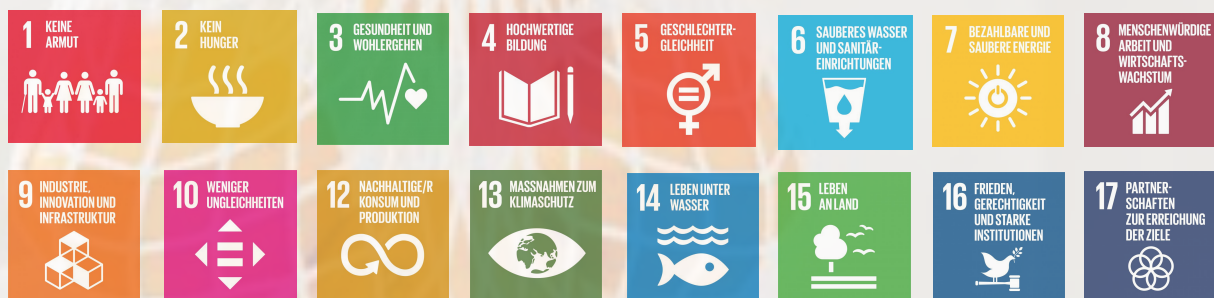 1 KEINE
ARMUT
2 KEIN
HUNGER
3 GESUNDHEIT UND
WOHLERGEHEN
4 HOCHWERTIGE
BILDUNG
5 GESCHLECHTER-
GLEICHHEIT
6 SAUBERES WASSER
UND SANITÄR-
EINRICHTUNGEN
7 BEZAHLBARE UND
SAUBERE ENERGIE
8 MENSCHENWÜRDIGE
ARBEIT UND
WIRTSCHAFTS-
WACHSTUM
9 INDUSTRIE,
INNOVATION UND
INFRASTRUKTUR
10 WENIGER
UNGLEICHHEITEN
12 NACHHALTIGE/R
KONSUM UND
PRODUKTION
13 MASSNAHMEN ZUM
KLIMASCHUTZ
14 LEBEN UNTER
WASSER
15 LEBEN
AN LAND
16 FRIEDEN,
GERECHTIGKEIT
UND STARKE
INSTITUTIONEN
17 PARTNER-
SCHAFTEN
ZUR ERREICHUNG
DER ZIELE